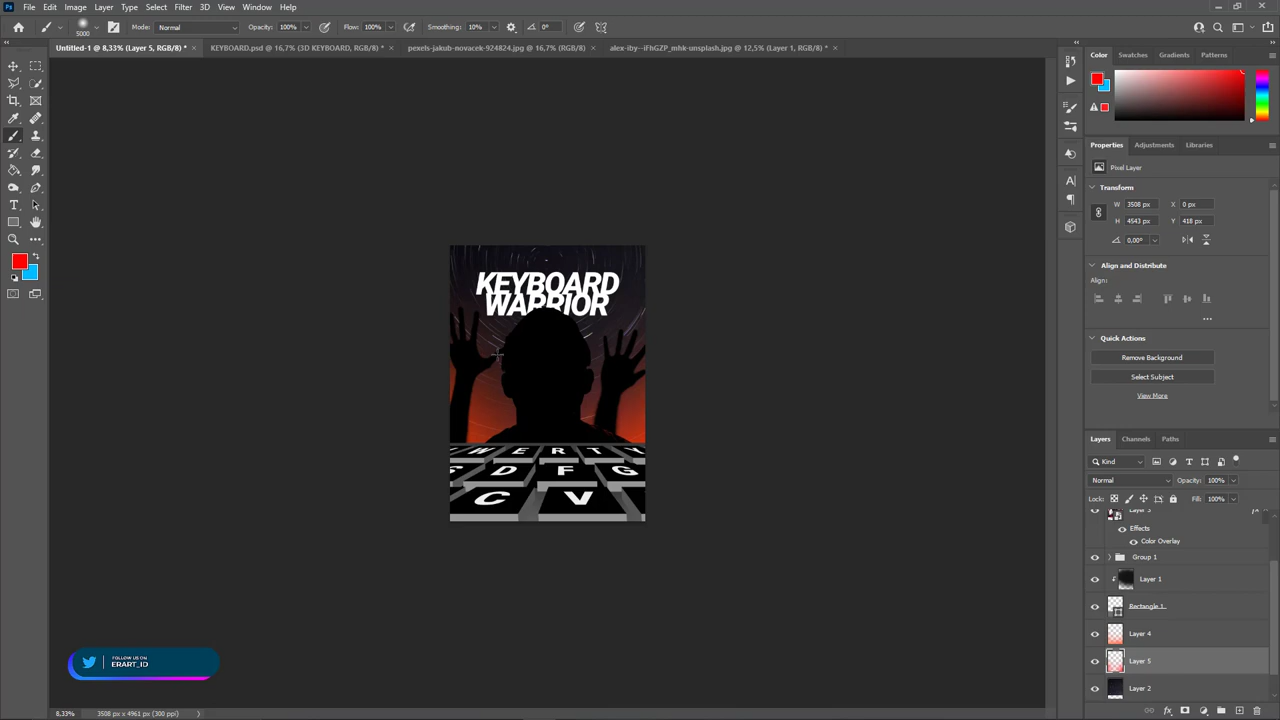 File Edit Image Layer Type Select Filter 3D View Window Help
Mode: Normal Opacity: 100% Flow: 100% Smoothing: 10% 0°
5000
Untitled-1 @ 8,33% (Layer 5, RGB/8) * × KEYBOARD.psd @ 16,7% (3D KEYBOARD, RGB/8) * × pexels-jakub-novacek-924824.jpg @ 16,7% (RGB/8) × alex-iby--iFhGZP_mhk-unsplash.jpg @ 12,5% (Layer 1, RGB/8) * ×
Color Swatches Gradients Patterns
Properties Adjustments Libraries
Pixel Layer
Transform
W 3508 px X 0 px
H 4543 px Y 418 px
0,00°
Align and Distribute
Align:
Quick Actions
Remove Background
Select Subject
View More
Layers Channels Paths
Kind
Normal Opacity: 100%
Lock: Fill: 100%
Layer 3 fx
Effects
Color Overlay
Group 1
Layer 1
Rectangle 1
Layer 4
Layer 5
Layer 2
KEYBOARD
WARRIOR
W E R T Y
S D F G
C V
FOLLOW US ON
ERART_ID
8,33% 3508 px x 4961 px (300 ppi)